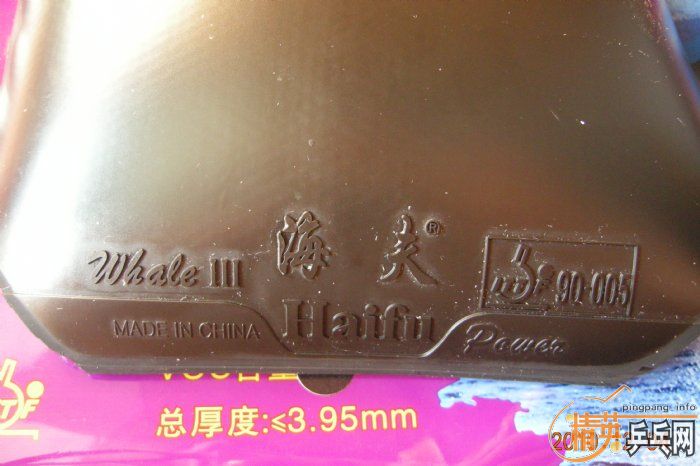 Whale III 海夫® ITTF 90-005
MADE IN CHINA Haifu Power
TTF
总厚度:≤3.95mm
pingpang.info
精英乒乓网